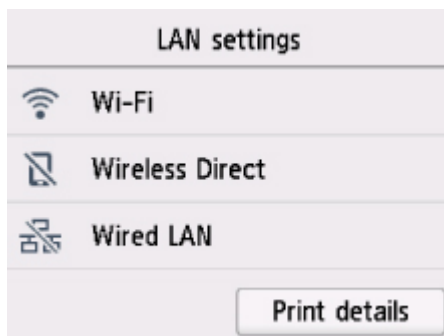 LAN settings
Wi-Fi
Wireless Direct
Wired LAN
Print details